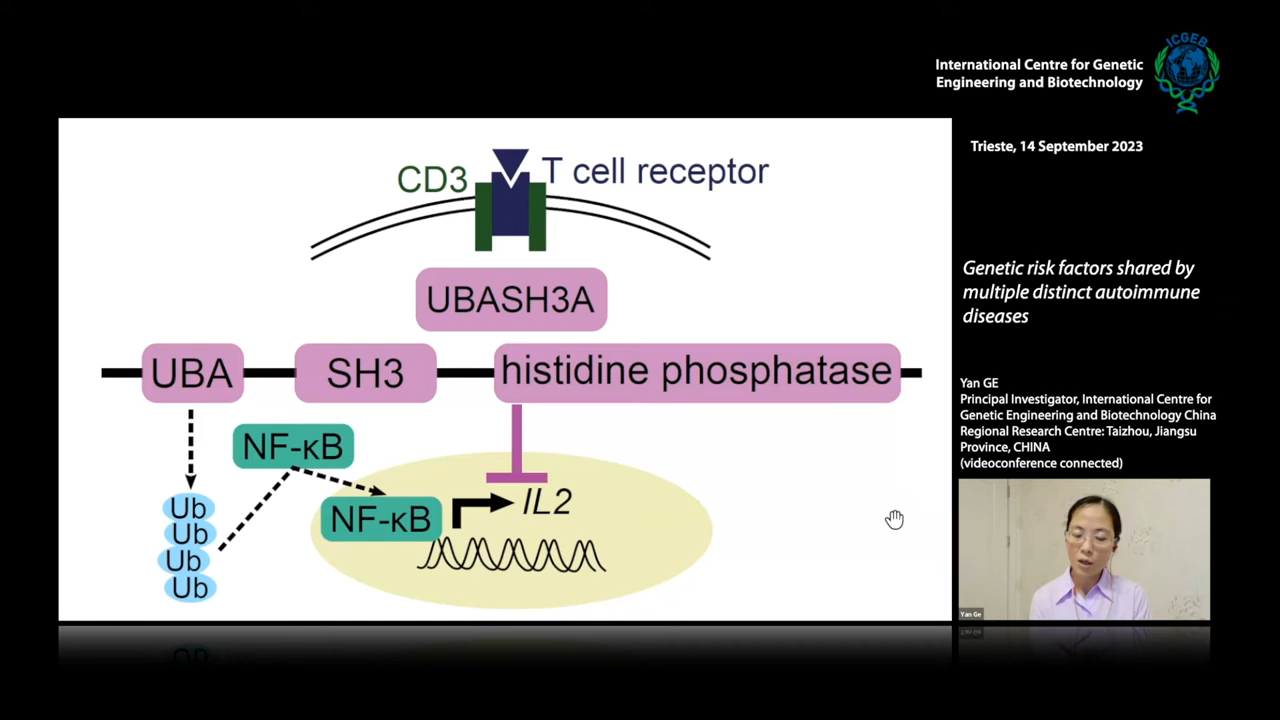 ICGEB
International Centre for Genetic
Engineering and Biotechnology
Trieste, 14 September 2023
CD3
T cell receptor
UBASH3A
UBA
SH3
histidine phosphatase
NF-κB
Ub
Ub
Ub
Ub
NF-κB
IL2
Genetic risk factors shared by
multiple distinct autoimmune
diseases
Yan GE
Principal Investigator, International Centre for
Genetic Engineering and Biotechnology China
Regional Research Centre: Taizhou, Jiangsu
Province, CHINA
(videoconference connected)
Yan Ge